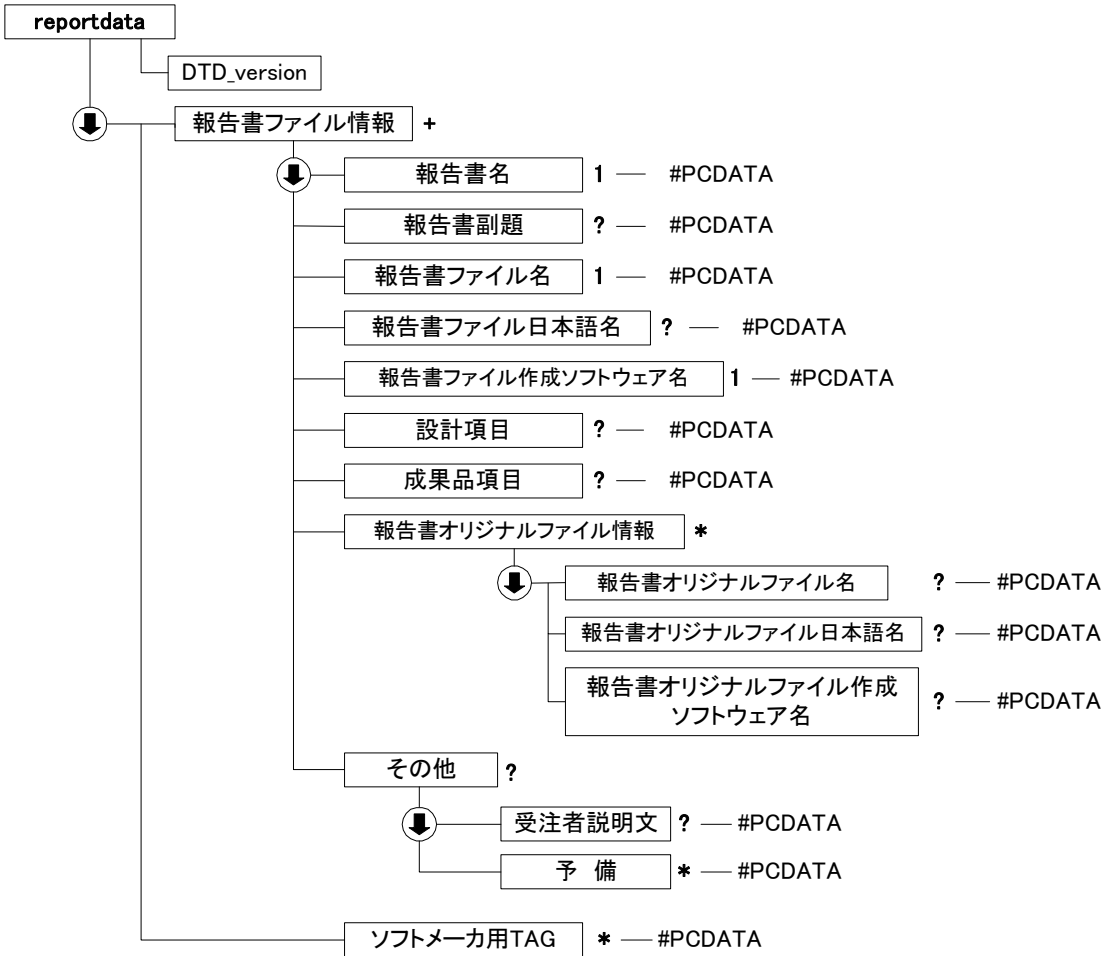 reportdata
DTD_version
報告書ファイル情報 +
報告書名 1 ― #PCDATA
報告書副題 ? ― #PCDATA
報告書ファイル名 1 ― #PCDATA
報告書ファイル日本語名 ? ― #PCDATA
報告書ファイル作成ソフトウェア名 1 ― #PCDATA
設計項目 ? ― #PCDATA
成果品項目 ? ― #PCDATA
報告書オリジナルファイル情報 *
報告書オリジナルファイル名 ? ― #PCDATA
報告書オリジナルファイル日本語名 ? ― #PCDATA
報告書オリジナルファイル作成
ソフトウェア名 ? ― #PCDATA
その他 ?
受注者説明文 ? ― #PCDATA
予 備 * ― #PCDATA
ソフトメーカ用TAG * ― #PCDATA